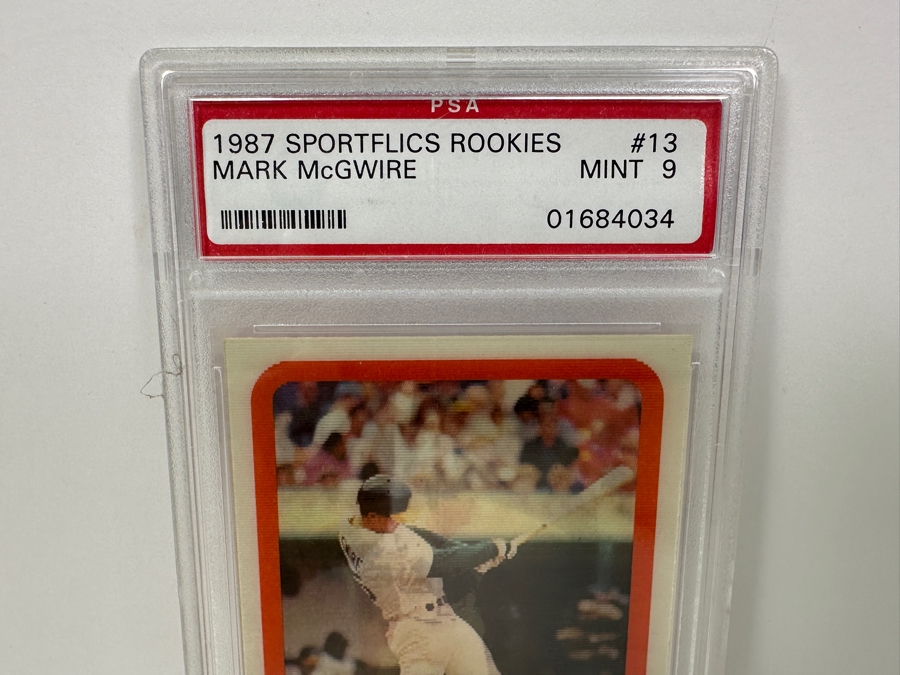 PSA
1987 SPORTFLICS ROOKIES #13
MARK McGWIRE MINT 9
01684034